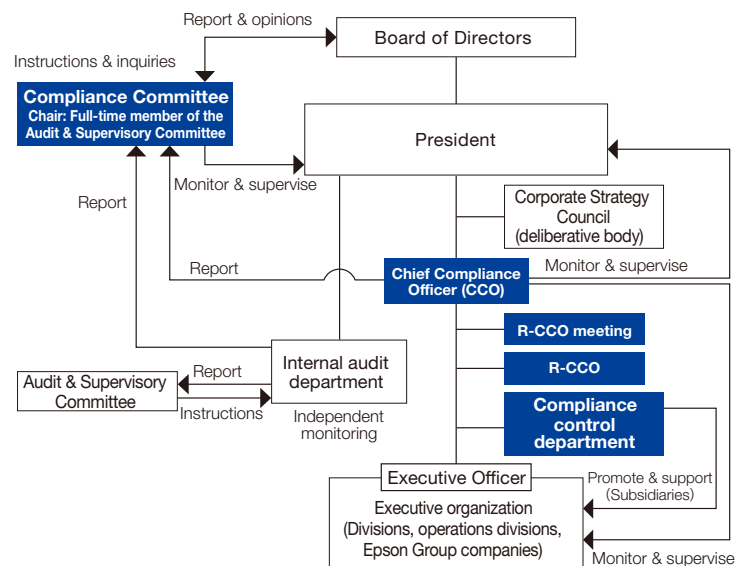 Report & opinions
Board of Directors
Instructions & inquiries
Compliance Committee
Chair: Full-time member of the
Audit & Supervisory Committee
President
Monitor & supervise
Report
Corporate Strategy
Council
(deliberative body)
Report
Chief Compliance
Officer (CCO)
Monitor & supervise
R-CCO meeting
R-CCO
Internal audit
department
Report
Audit & Supervisory
Committee
Instructions
Independent
monitoring
Compliance
control
department
Executive Officer
Promote & support
(Subsidiaries)
Executive organization
(Divisions, operations divisions,
Epson Group companies)
Monitor & supervise